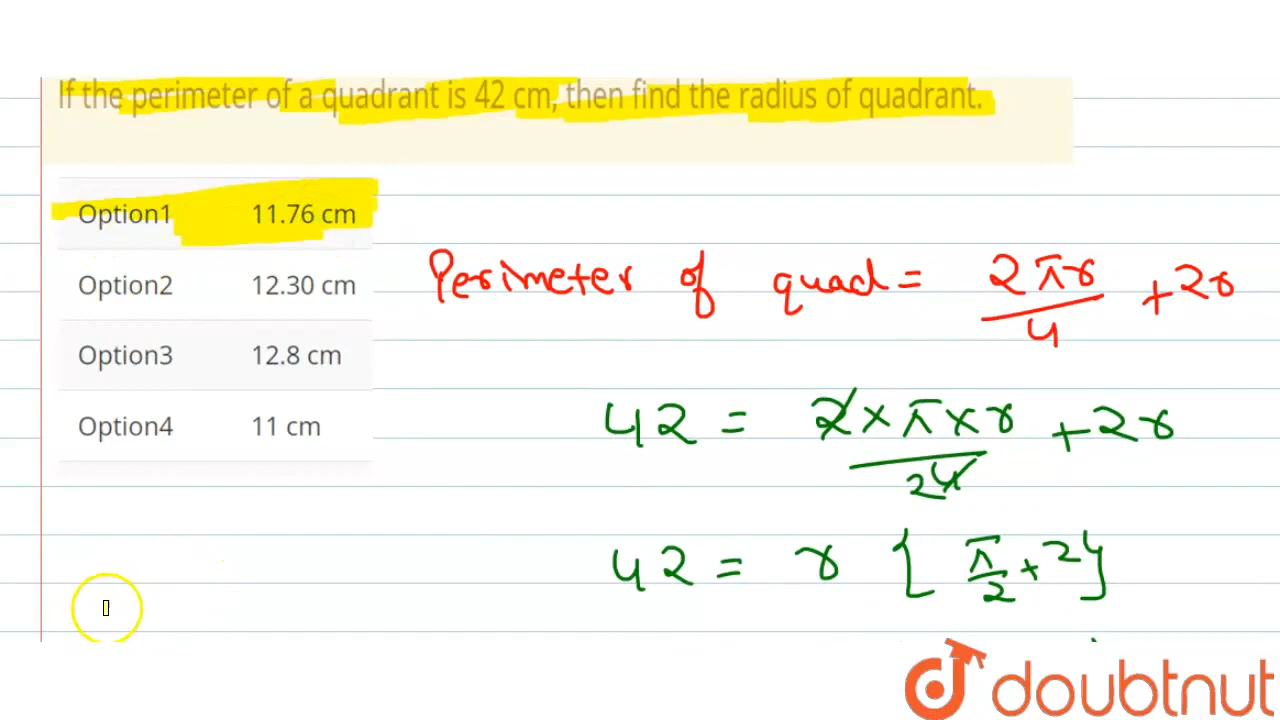 If the perimeter of a quadrant is 42 cm, then find the radius of quadrant.
Option1 11.76 cm
Option2 12.30 cm
Option3 12.8 cm
Option4 11 cm
Perimeter of quad = 2πr/4 + 2r
42 = 2×π×r/24 + 2r
42 = r [π/2 + 2]
doubtnut